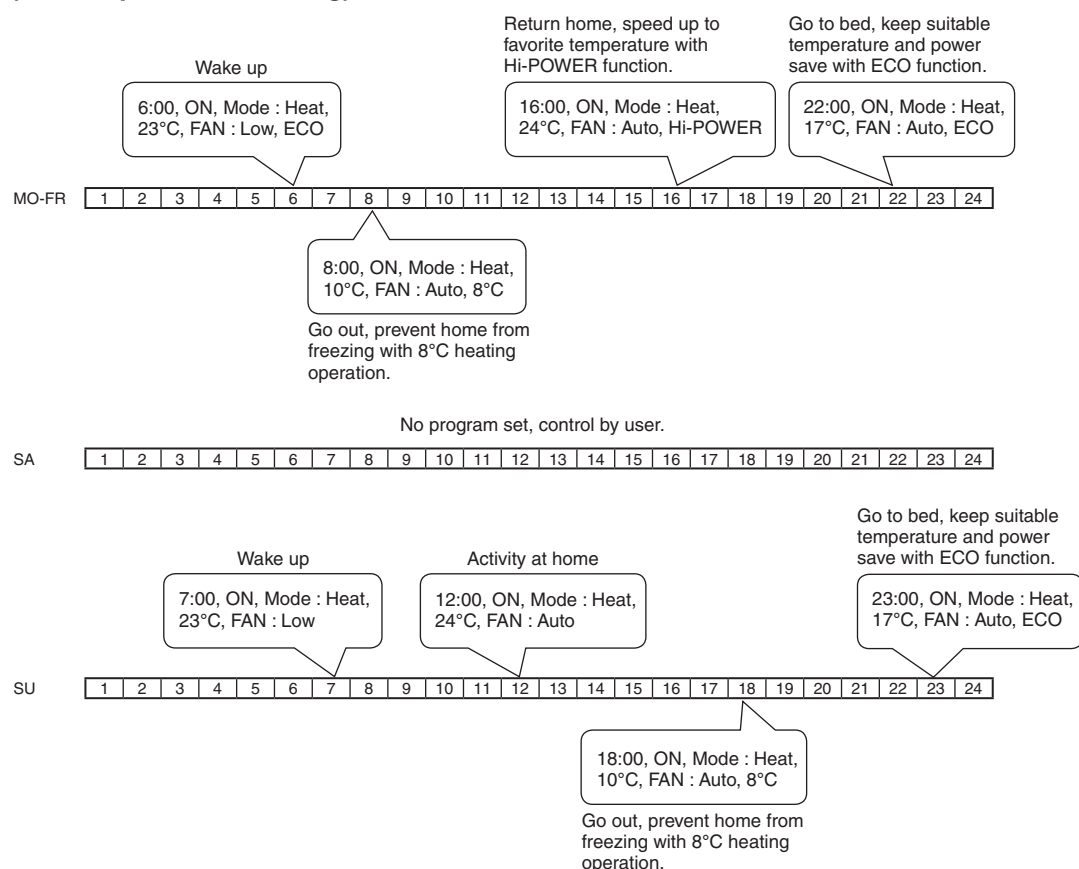 Wake up
6:00, ON, Mode : Heat,
23°C, FAN : Low, ECO
Return home, speed up to
favorite temperature with
Hi-POWER function.
16:00, ON, Mode : Heat,
24°C, FAN : Auto, Hi-POWER
Go to bed, keep suitable
temperature and power
save with ECO function.
22:00, ON, Mode : Heat,
17°C, FAN : Auto, ECO
MO-FR 1 2 3 4 5 6 7 8 9 10 11 12 13 14 15 16 17 18 19 20 21 22 23 24
8:00, ON, Mode : Heat,
10°C, FAN : Auto, 8°C
Go out, prevent home from
freezing with 8°C heating
operation.
No program set, control by user.
SA 1 2 3 4 5 6 7 8 9 10 11 12 13 14 15 16 17 18 19 20 21 22 23 24
Wake up
7:00, ON, Mode : Heat,
23°C, FAN : Low
Activity at home
12:00, ON, Mode : Heat,
24°C, FAN : Auto
Go to bed, keep suitable
temperature and power
save with ECO function.
23:00, ON, Mode : Heat,
17°C, FAN : Auto, ECO
SU 1 2 3 4 5 6 7 8 9 10 11 12 13 14 15 16 17 18 19 20 21 22 23 24
18:00, ON, Mode : Heat,
10°C, FAN : Auto, 8°C
Go out, prevent home from
freezing with 8°C heating
operation.